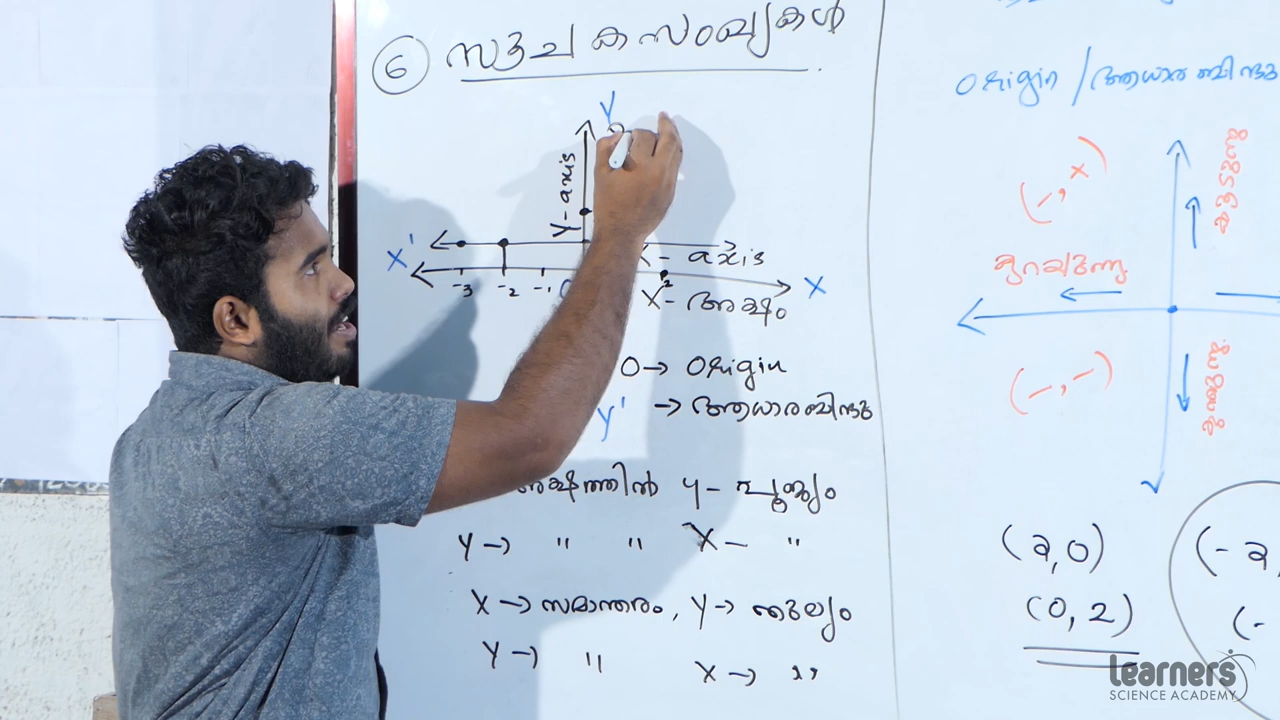 6 സൂചകസംഖ്യകൾ
Y
Y-axis
X'
X-axis
-3 -2 -1 2
X
X-അക്ഷം
O→ Origin
Y' → ആധാരബിന്ദു
അക്ഷത്തിൽ y- പൂജ്യം
Y→ " " X- "
X→ സമാന്തരം, Y→ തുല്യം
Y→ " X→ "
Origin / ആധാരബിന്ദു
(-, x)
കൂടുന്നു
കുറയുന്നു
(-, -)
കുറയുന്നു
(2,0) (-2,
(0,2) (-
Learners
SCIENCE ACADEMY